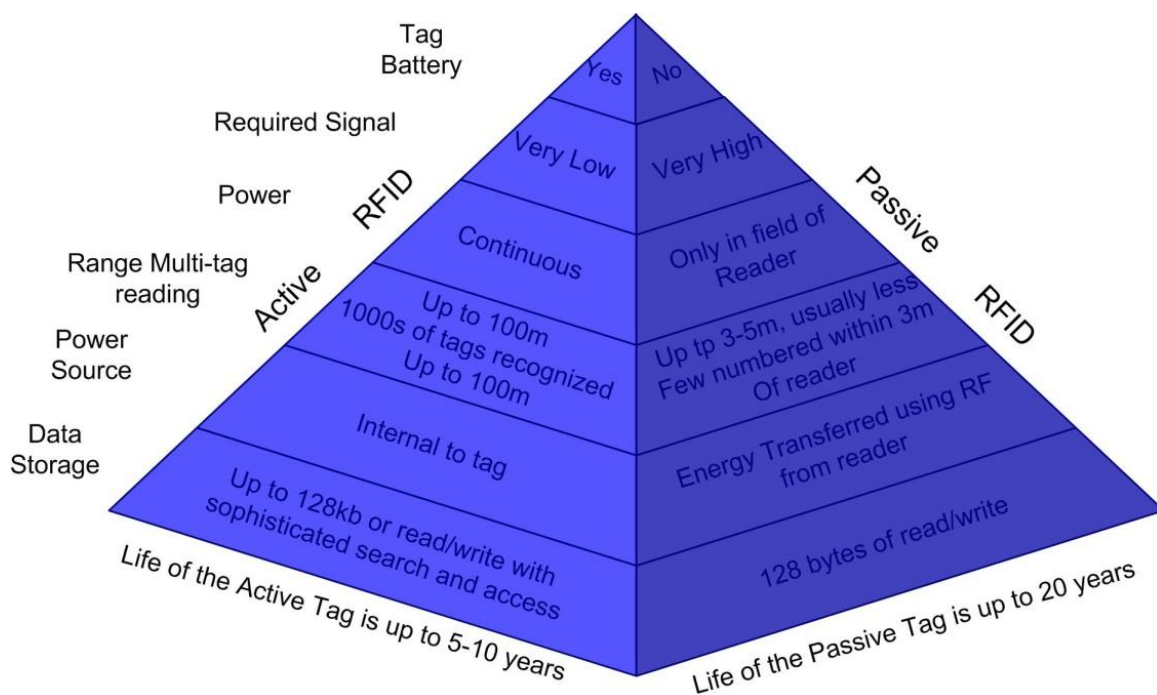 Tag
Battery
Yes
No
Required Signal
Very Low
Very High
Power
Continuous
Only in field of
Reader
Range Multi-tag
reading
Up to 100m
1000s of tags recognized
Up to 100m
Up tp 3-5m, usually less
Few numbered within 3m
Of reader
Power
Source
Internal to tag
Energy Transferred using RF
from reader
Data
Storage
Up to 128kb or read/write with
sophisticated search and access
128 bytes of read/write
Active RFID
Passive RFID
Life of the Active Tag is up to 5-10 years
Life of the Passive Tag is up to 20 years